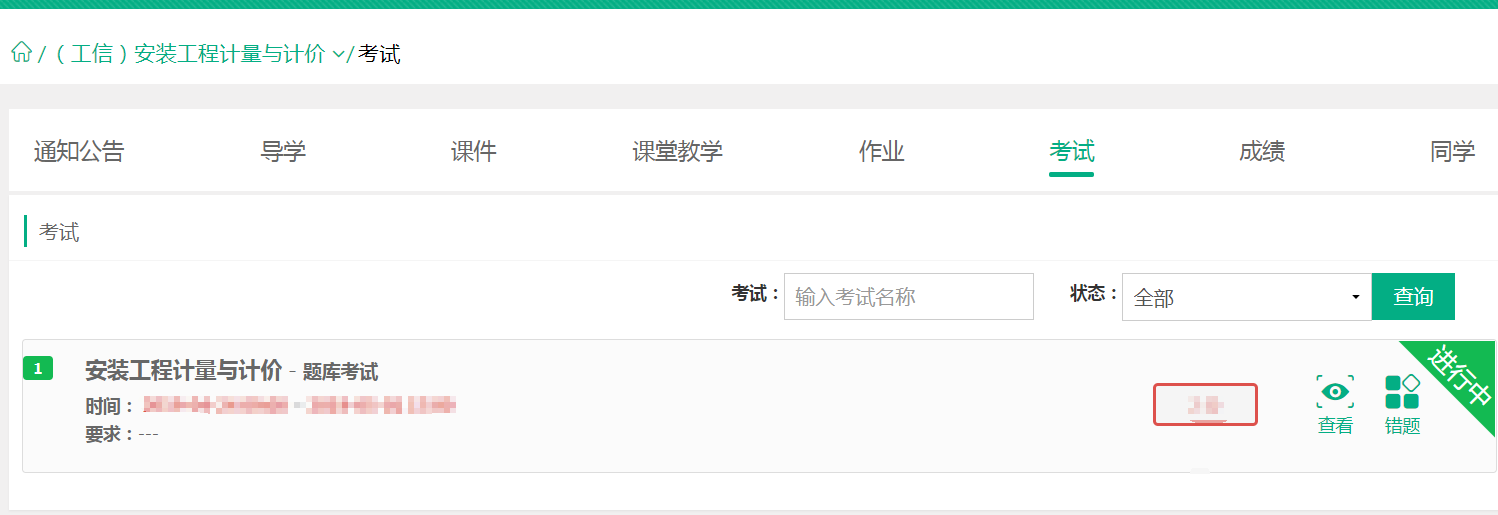 /（工信）安装工程计量与计价 / 考试
通知公告 导学 课件 课堂教学 作业 考试 成绩 同学
考试
考试： 输入考试名称 状态： 全部 查询
1 安装工程计量与计价 - 题库考试
进行中
时间：
要求：---
查看 错题